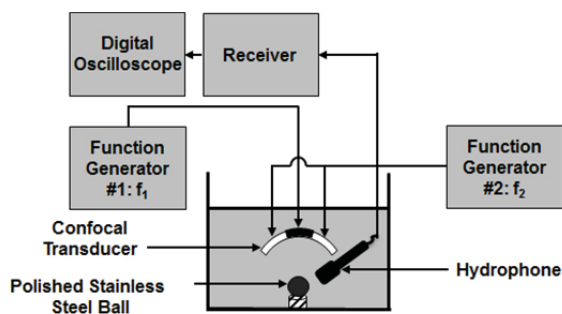 Digital
Oscilloscope
Receiver
Function
Generator
#1: f₁
Function
Generator
#2: f₂
Confocal
Transducer
Hydrophone
Polished Stainless
Steel Ball